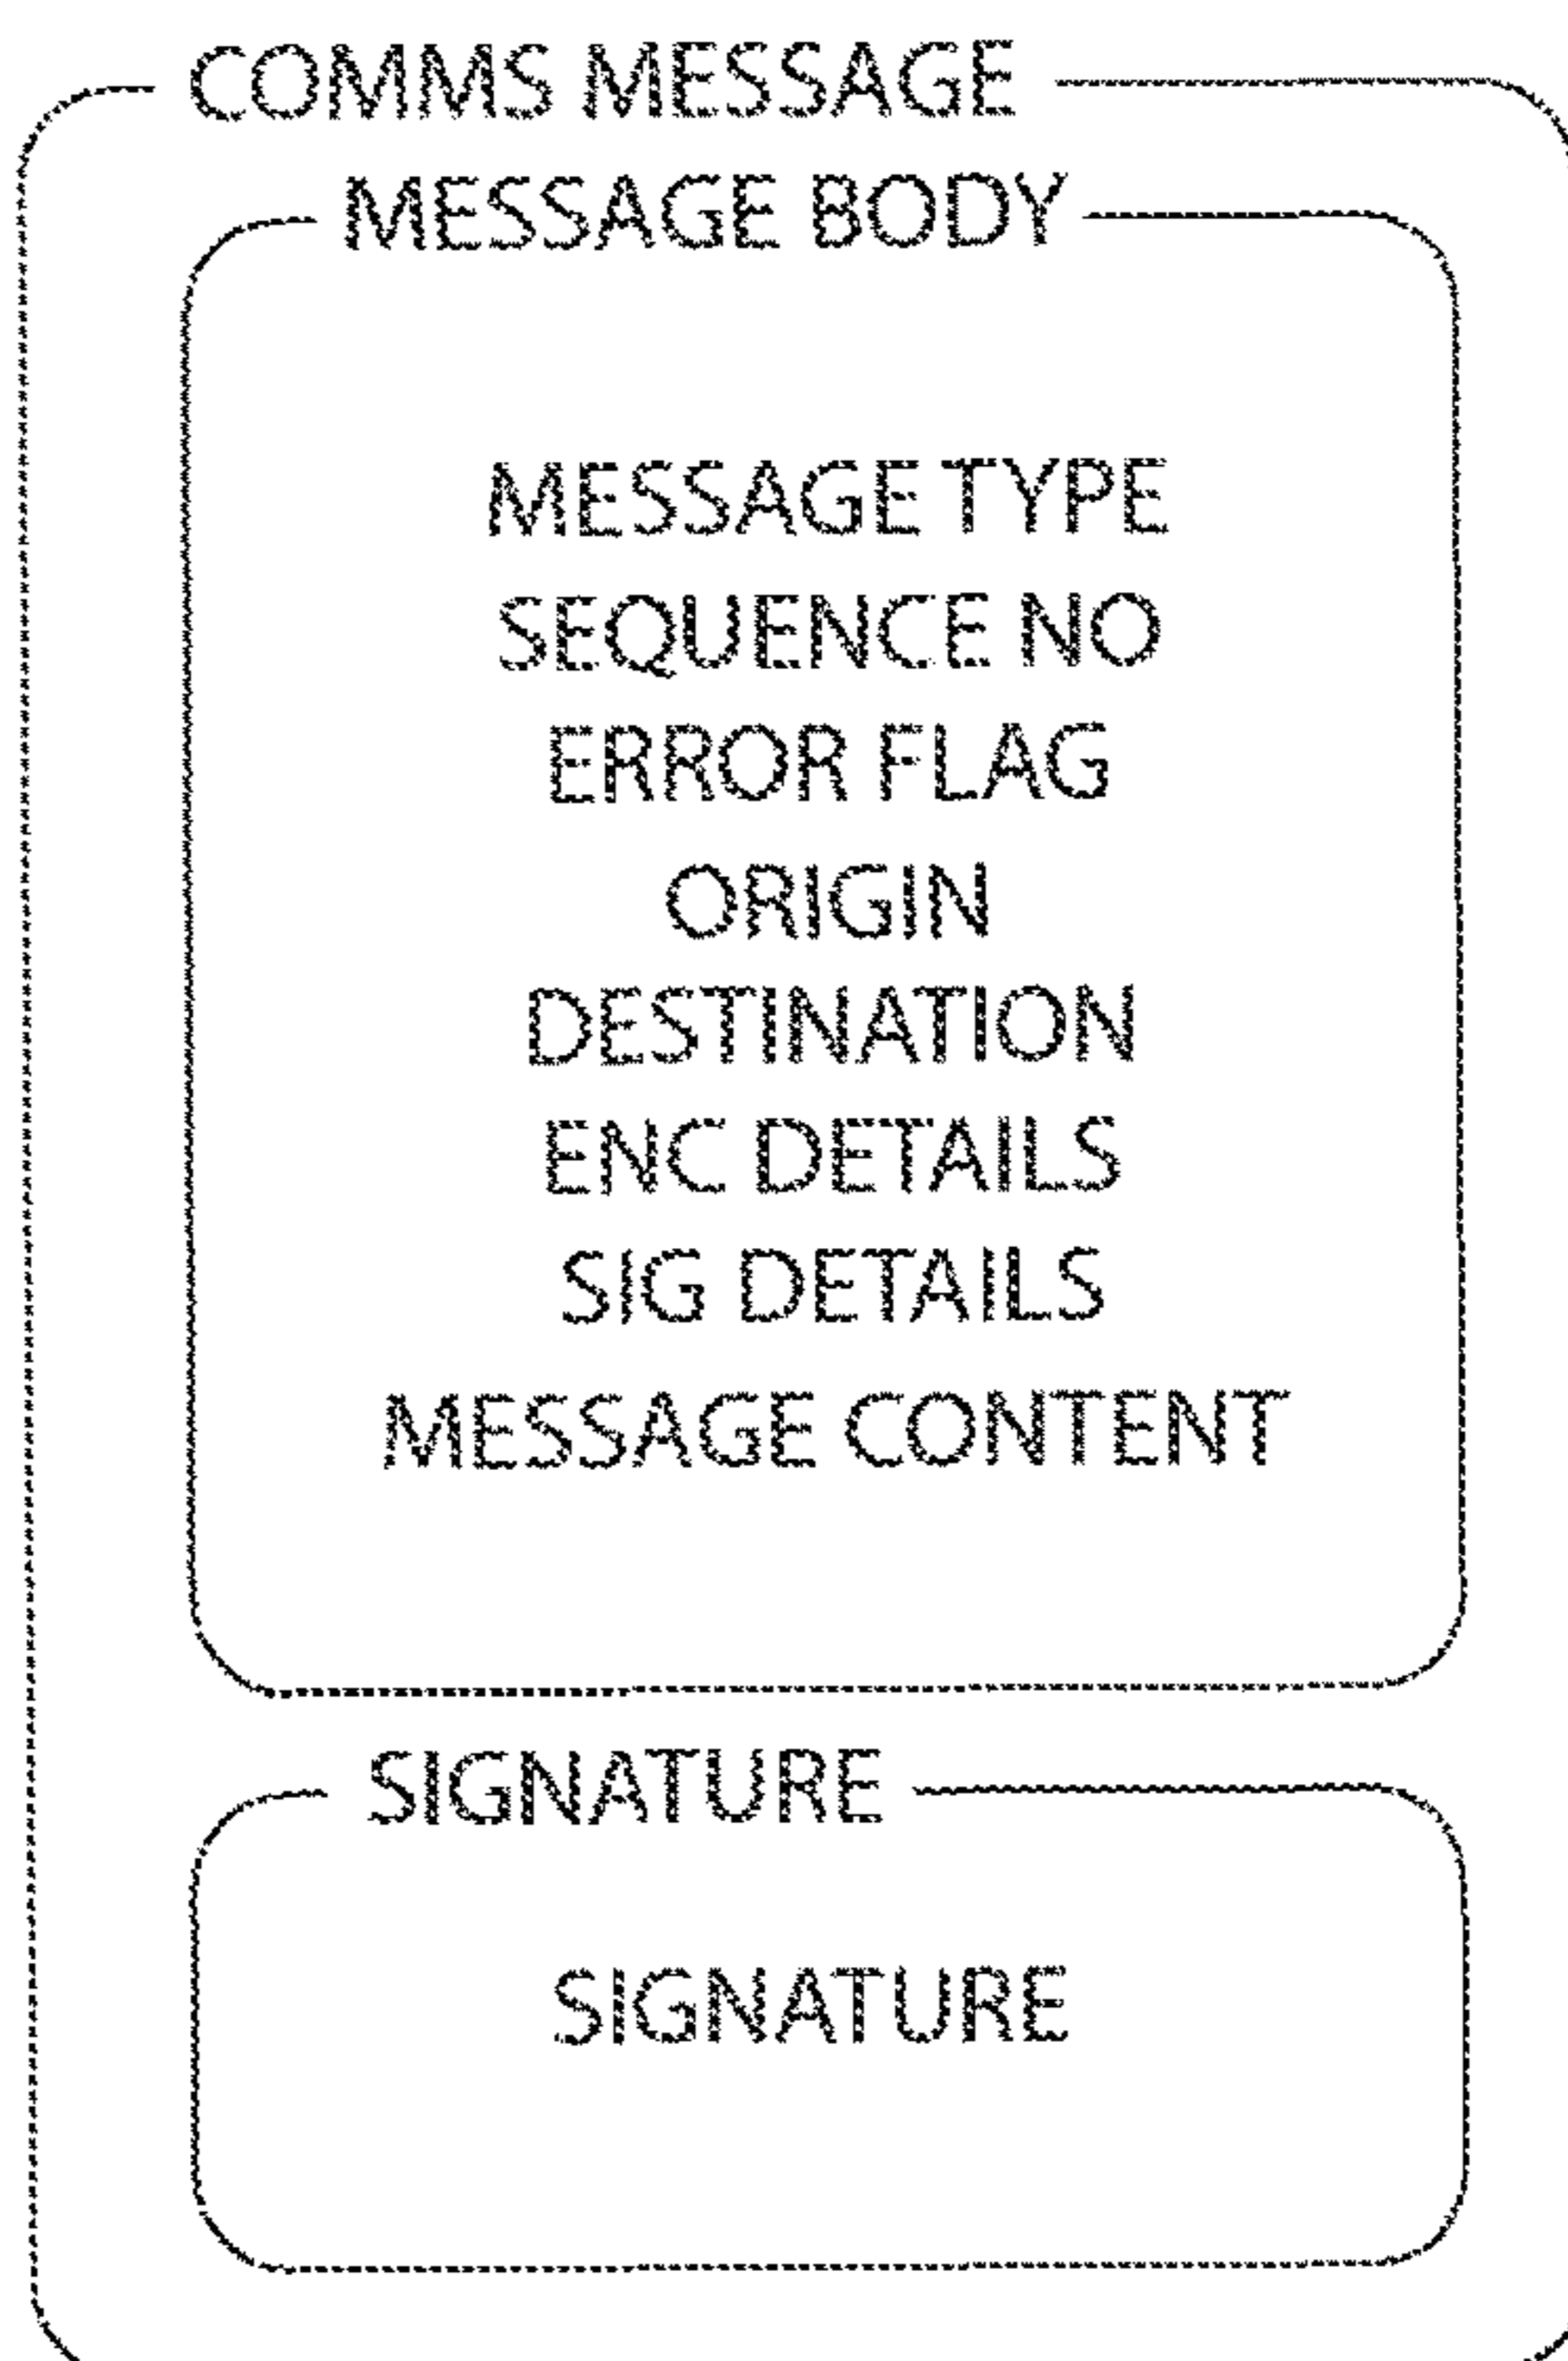 COMMS MESSAGE
MESSAGE BODY
MESSAGE TYPE
SEQUENCE NO
ERROR FLAG
ORIGIN
DESTINATION
ENC DETAILS
SIG DETAILS
MESSAGE CONTENT
SIGNATURE
SIGNATURE